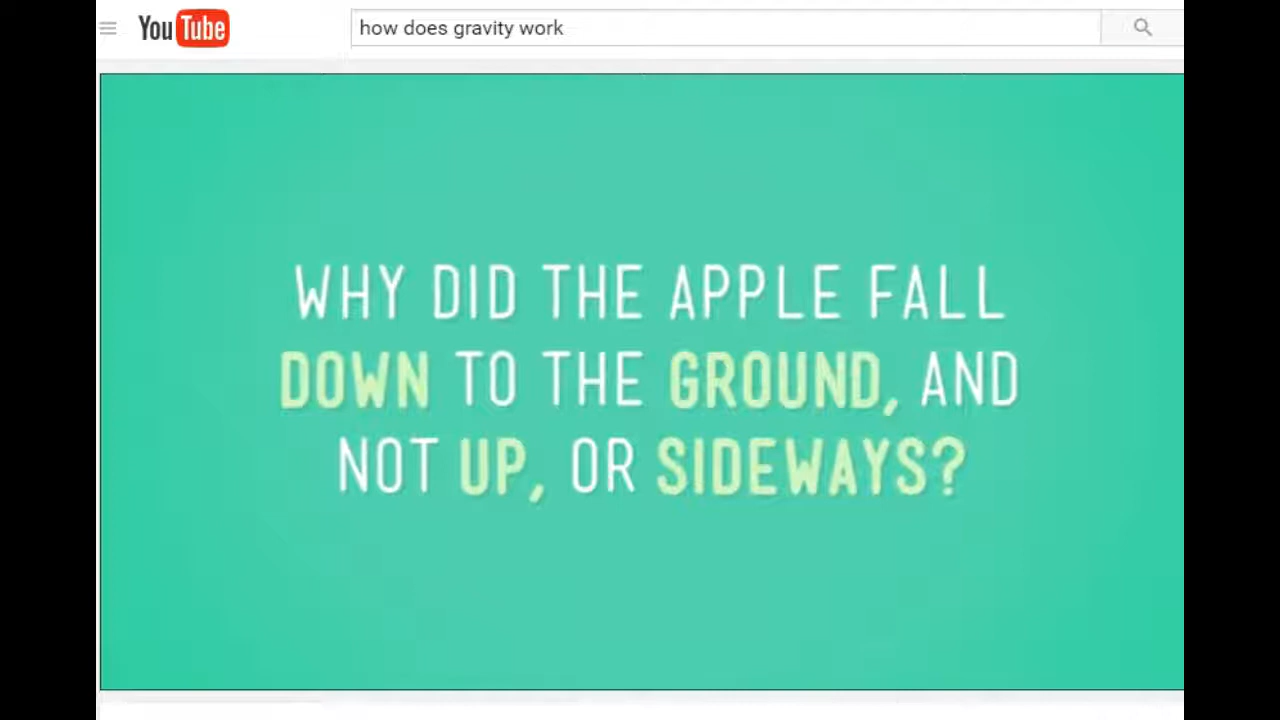 YouTube
how does gravity work
WHY DID THE APPLE FALL
DOWN TO THE GROUND, AND
NOT UP, OR SIDEWAYS?